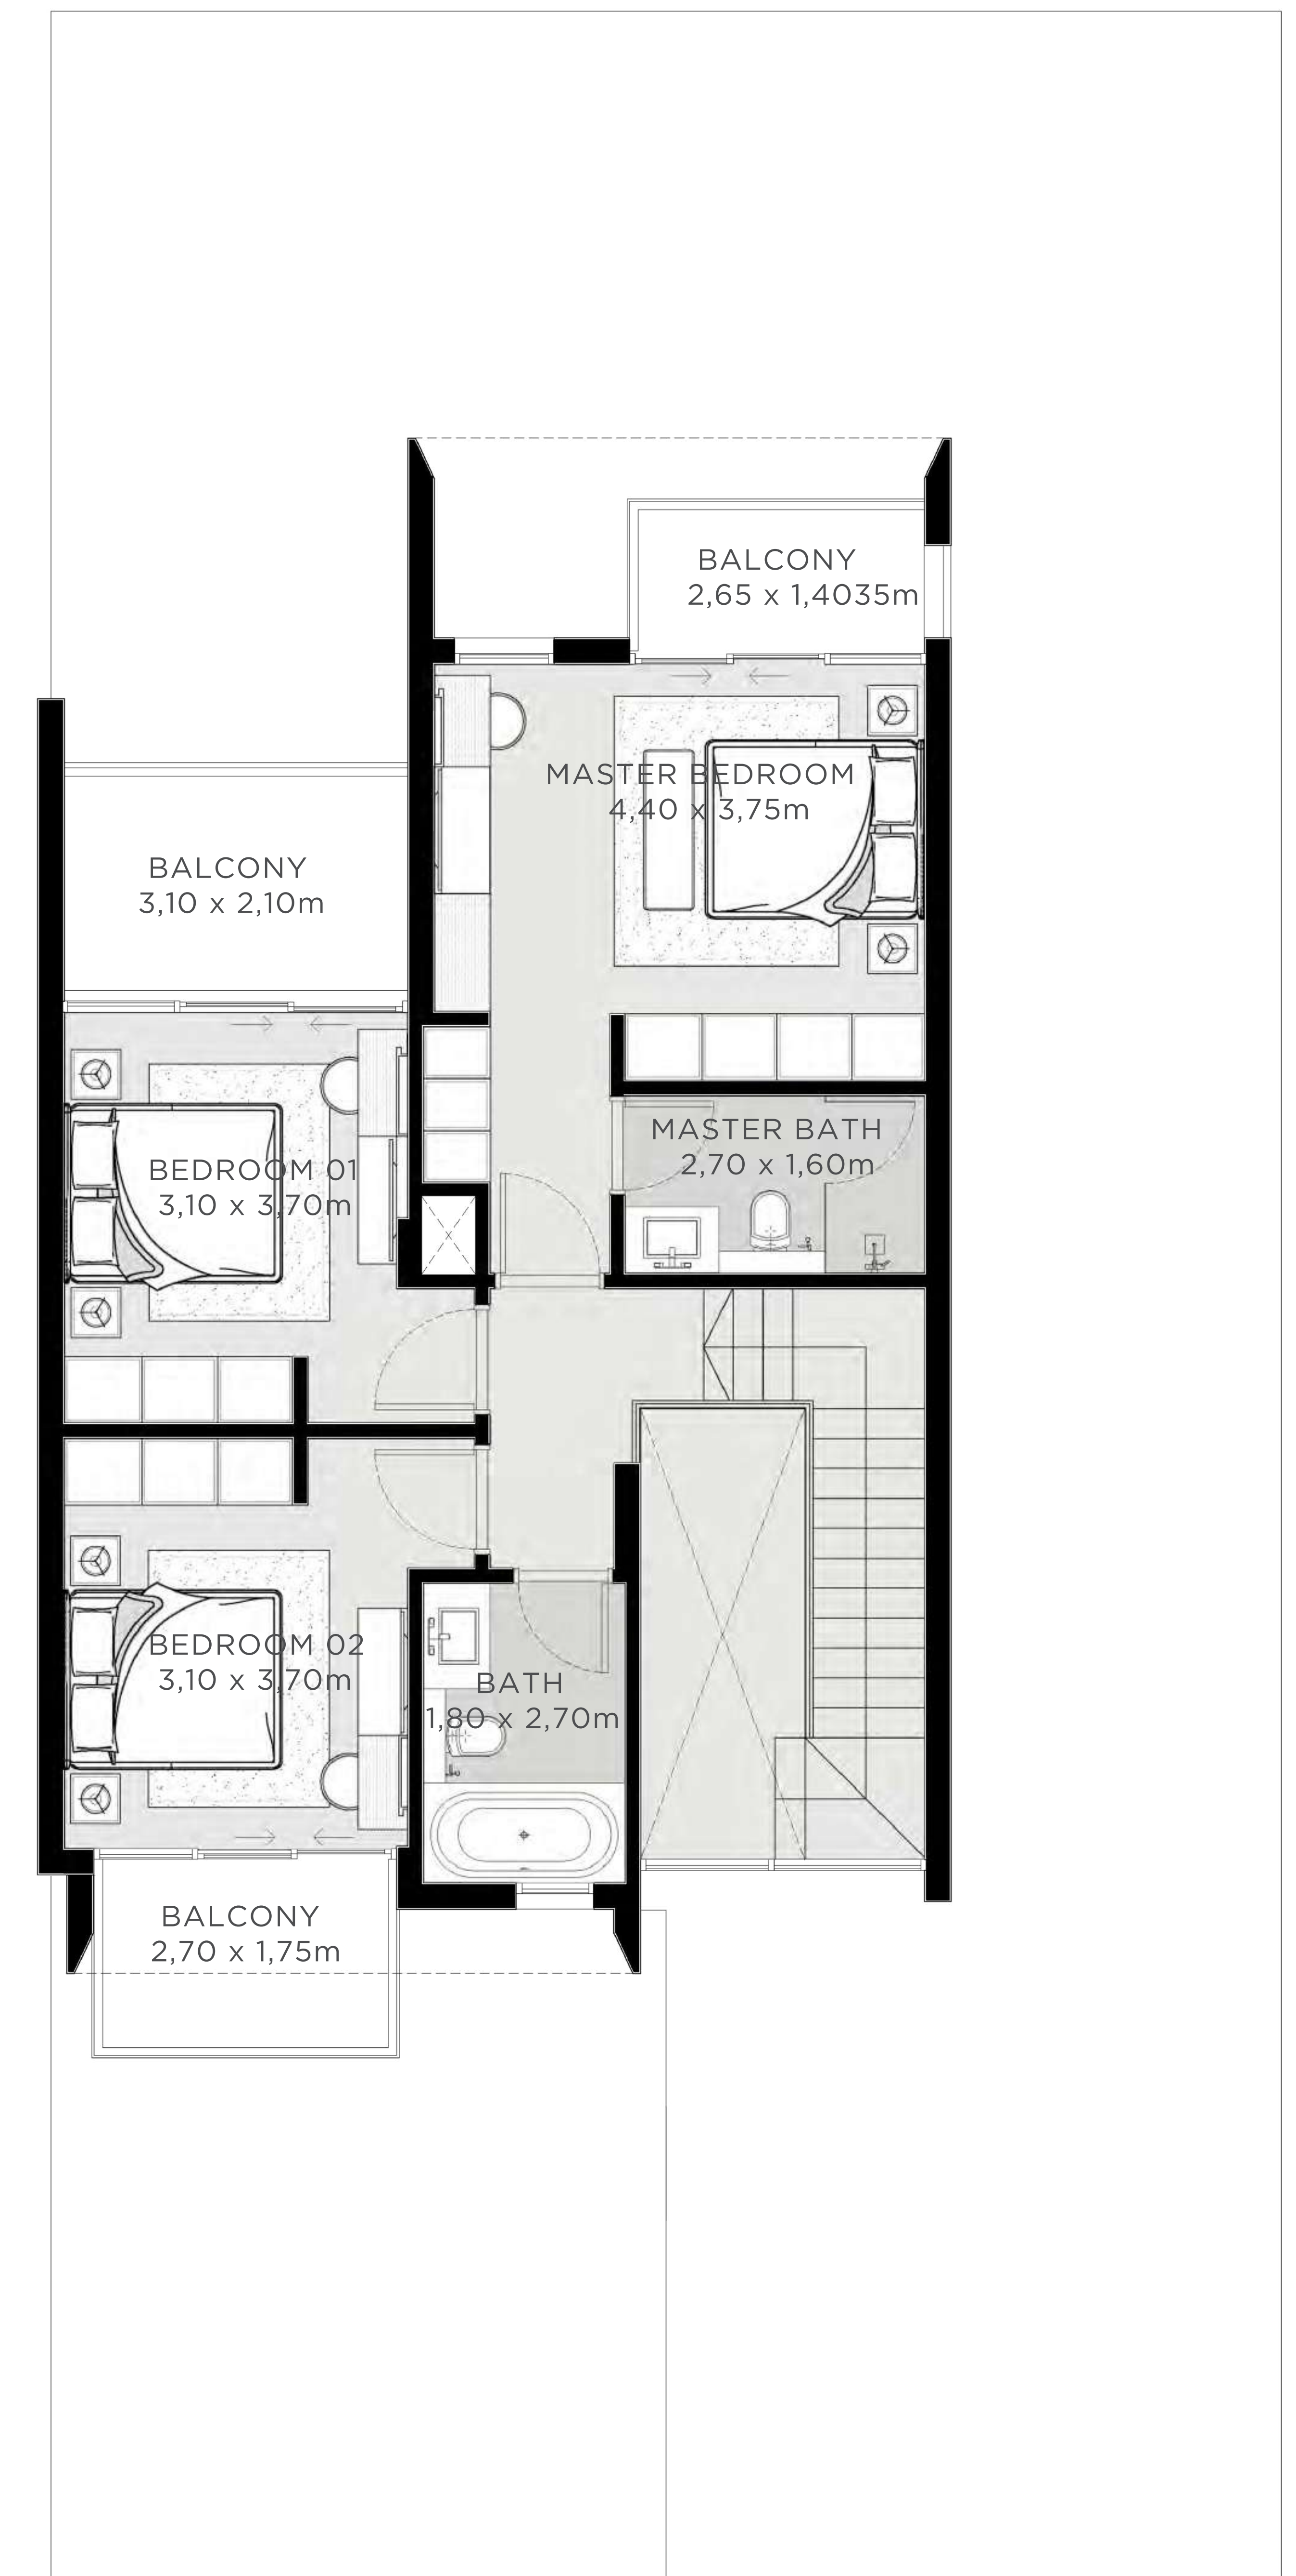 BALCONY
2,65 x 1,4035m
MASTER BEDROOM
4,40 x 3,75m
BALCONY
3,10 x 2,10m
MASTER BATH
2,70 x 1,60m
BEDROOM 01
3,10 x 3,70m
BEDROOM 02
3,10 x 3,70m
BATH
1,80 x 2,70m
BALCONY
2,70 x 1,75m